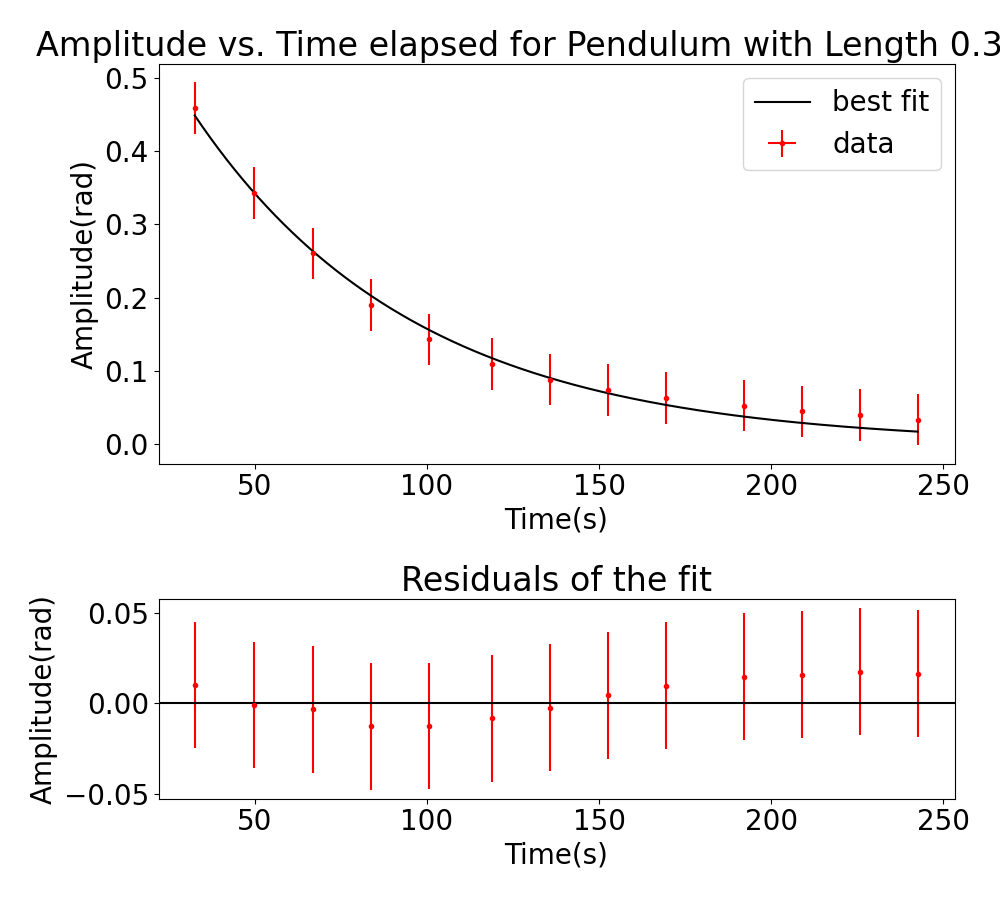 Amplitude vs. Time elapsed for Pendulum with Length 0.3
0.5
0.4
0.3
0.2
0.1
0.0
Amplitude(rad)
best fit
data
50 100 150 200 250
Time(s)
Residuals of the fit
0.05
0.00
−0.05
Amplitude(rad)
50 100 150 200 250
Time(s)